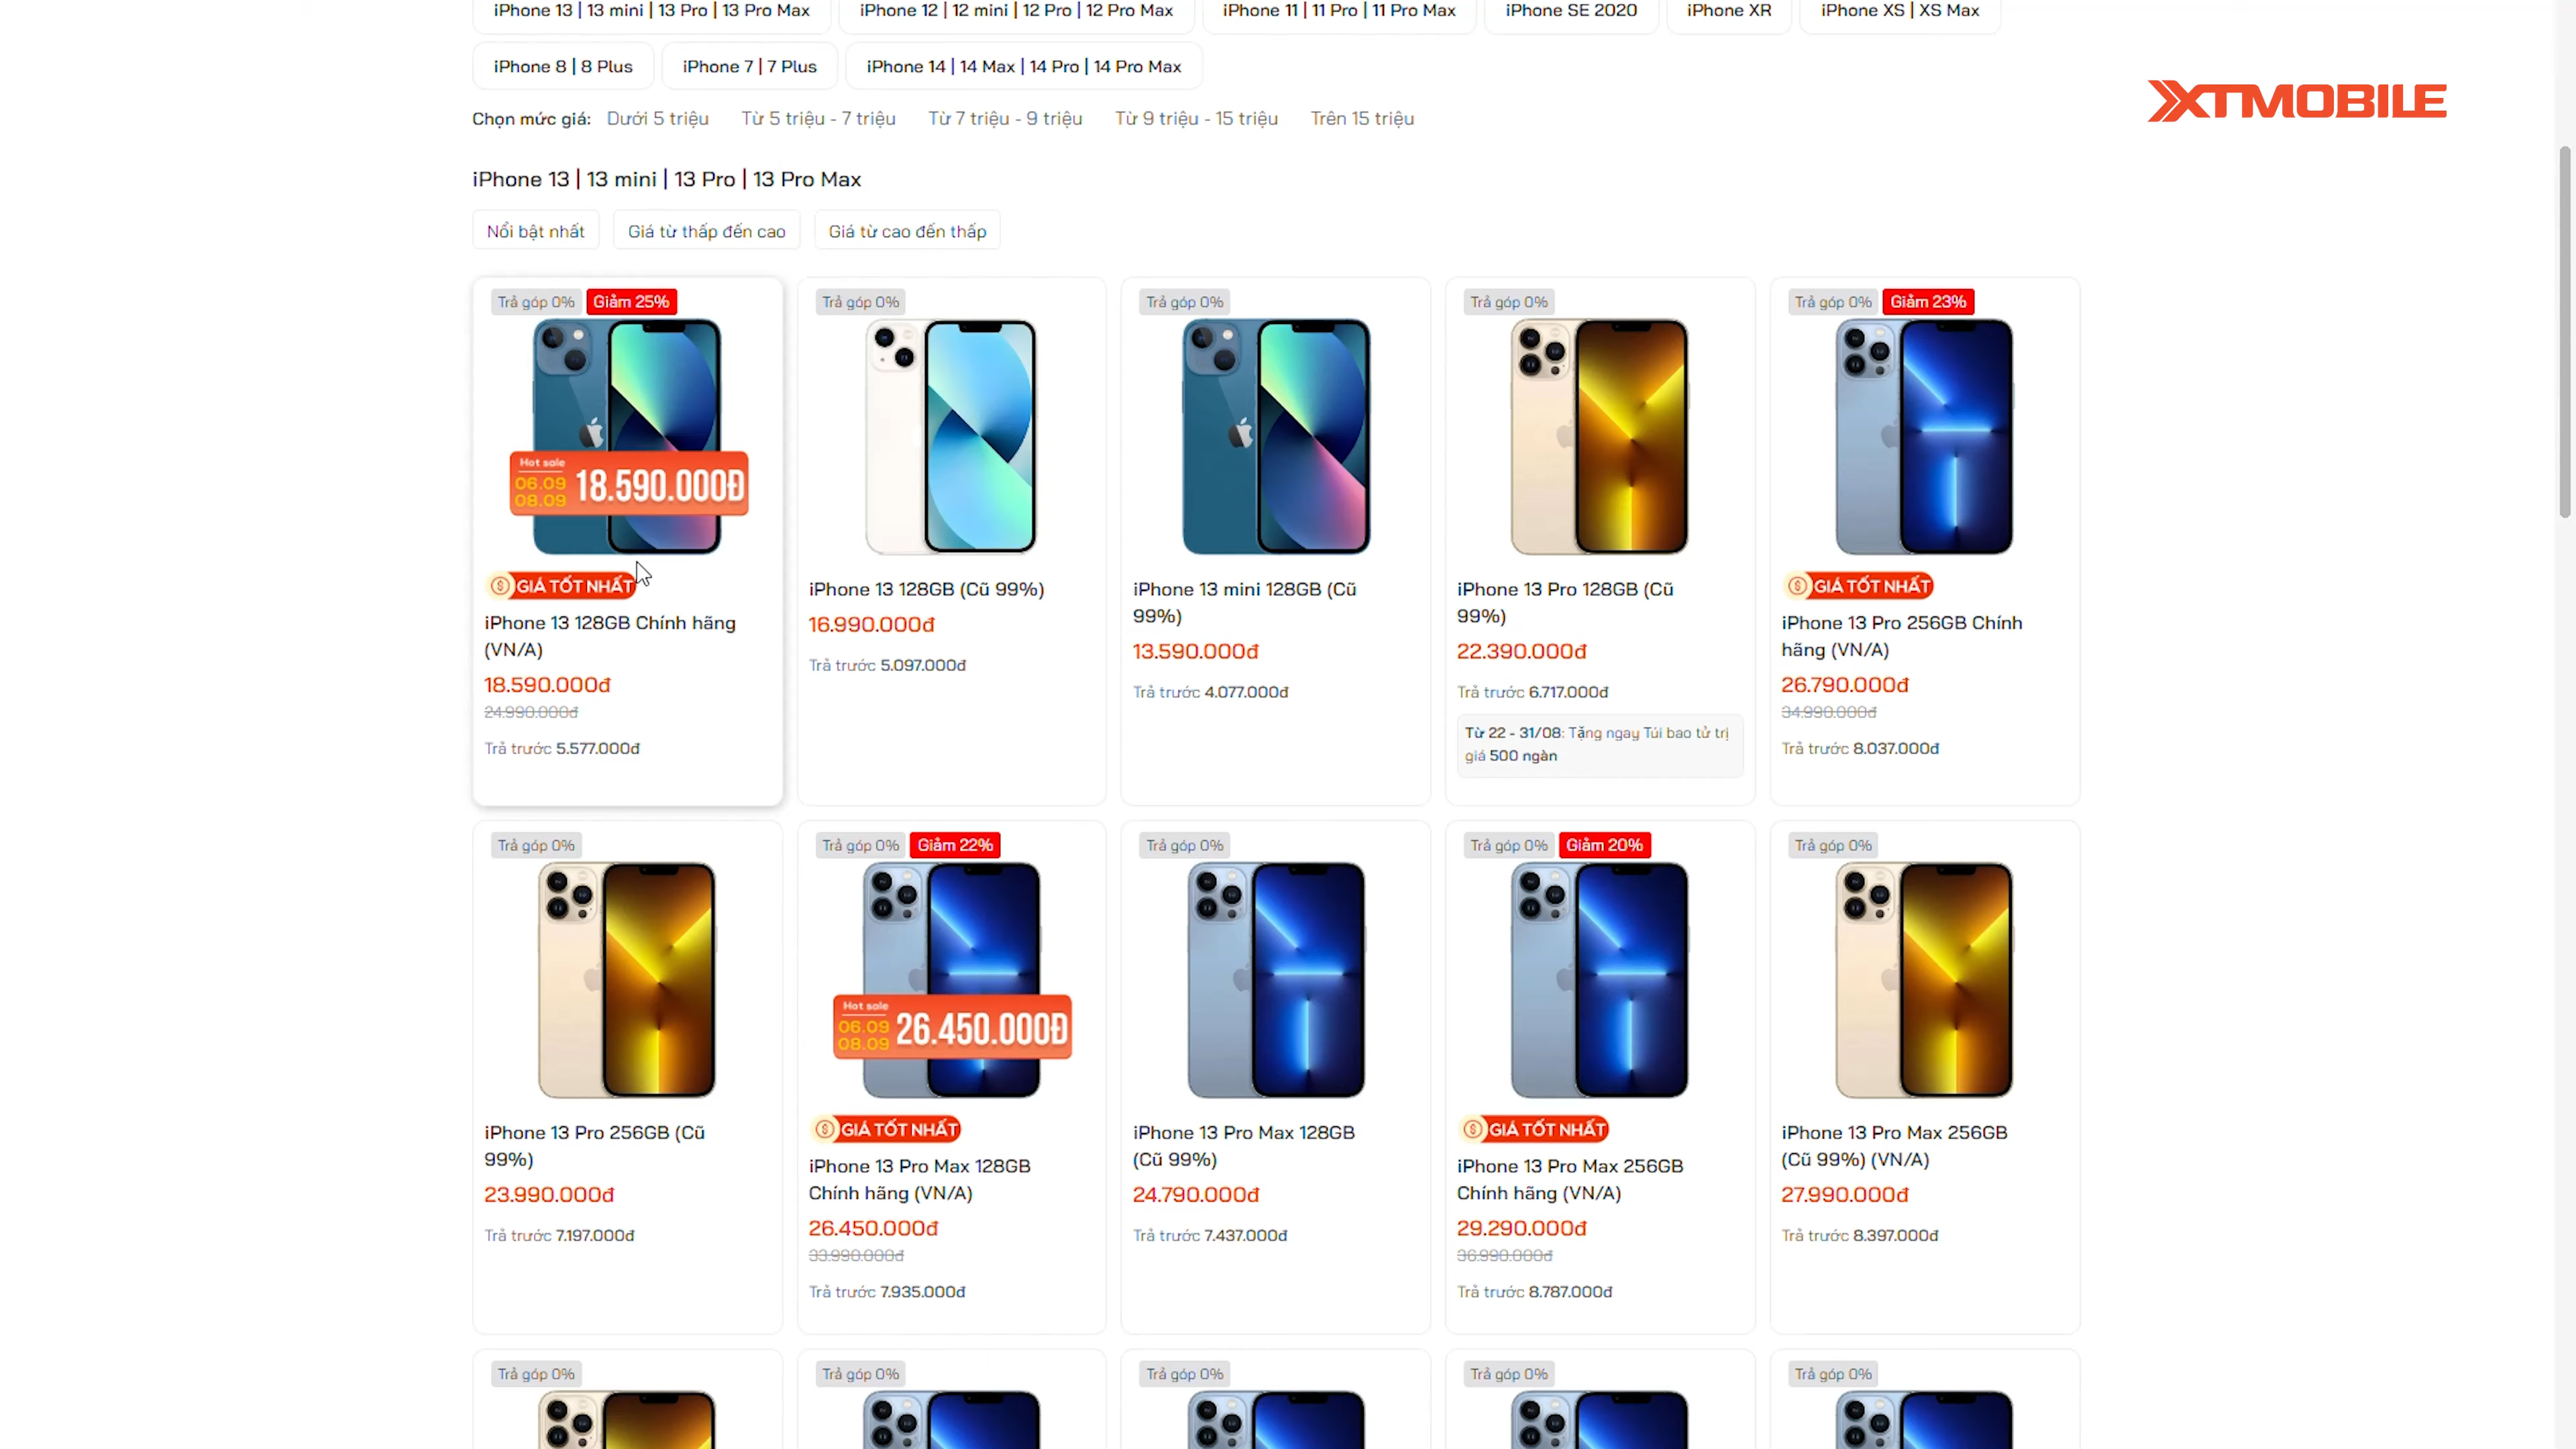 iPhone 13 | 13 mini | 13 Pro | 13 Pro Max
iPhone 12 | 12 mini | 12 Pro | 12 Pro Max
iPhone 11 | 11 Pro | 11 Pro Max
iPhone SE 2020
iPhone XR
iPhone XS | XS Max
iPhone 8 | 8 Plus
iPhone 7 | 7 Plus
iPhone 14 | 14 Max | 14 Pro | 14 Pro Max
XTMOBILE
Chọn mức giá: Dưới 5 triệu Từ 5 triệu - 7 triệu Từ 7 triệu - 9 triệu Từ 9 triệu - 15 triệu Trên 15 triệu
iPhone 13 | 13 mini | 13 Pro | 13 Pro Max
Nổi bật nhất
Giá từ thấp đến cao
Giá từ cao đến thấp
Trả góp 0% Giảm 25%
Hot sale
06.09
08.09
18.590.000Đ
GIÁ TỐT NHẤT
iPhone 13 128GB Chính hãng
(VN/A)
18.590.000đ
24.990.000đ
Trả trước 5.577.000đ
Trả góp 0%
iPhone 13 128GB (Cũ 99%)
16.990.000đ
Trả trước 5.097.000đ
Trả góp 0%
iPhone 13 mini 128GB (Cũ
99%)
13.590.000đ
Trả trước 4.077.000đ
Trả góp 0%
iPhone 13 Pro 128GB (Cũ
99%)
22.390.000đ
Trả trước 6.717.000đ
Từ 22 - 31/08: Tặng ngay Túi bao tử trị
giá 500 ngàn
Trả góp 0% Giảm 23%
GIÁ TỐT NHẤT
iPhone 13 Pro 256GB Chính
hãng (VN/A)
26.790.000đ
34.990.000đ
Trả trước 8.037.000đ
Trả góp 0%
iPhone 13 Pro 256GB (Cũ
99%)
23.990.000đ
Trả trước 7.197.000đ
Trả góp 0% Giảm 22%
Hot sale
06.09
08.09
26.450.000Đ
GIÁ TỐT NHẤT
iPhone 13 Pro Max 128GB
Chính hãng (VN/A)
26.450.000đ
33.990.000đ
Trả trước 7.935.000đ
Trả góp 0%
iPhone 13 Pro Max 128GB
(Cũ 99%)
24.790.000đ
Trả trước 7.437.000đ
Trả góp 0% Giảm 20%
GIÁ TỐT NHẤT
iPhone 13 Pro Max 256GB
Chính hãng (VN/A)
29.290.000đ
36.990.000đ
Trả trước 8.787.000đ
Trả góp 0%
iPhone 13 Pro Max 256GB
(Cũ 99%) (VN/A)
27.990.000đ
Trả trước 8.397.000đ
Trả góp 0%
Trả góp 0%
Trả góp 0%
Trả góp 0%
Trả góp 0%